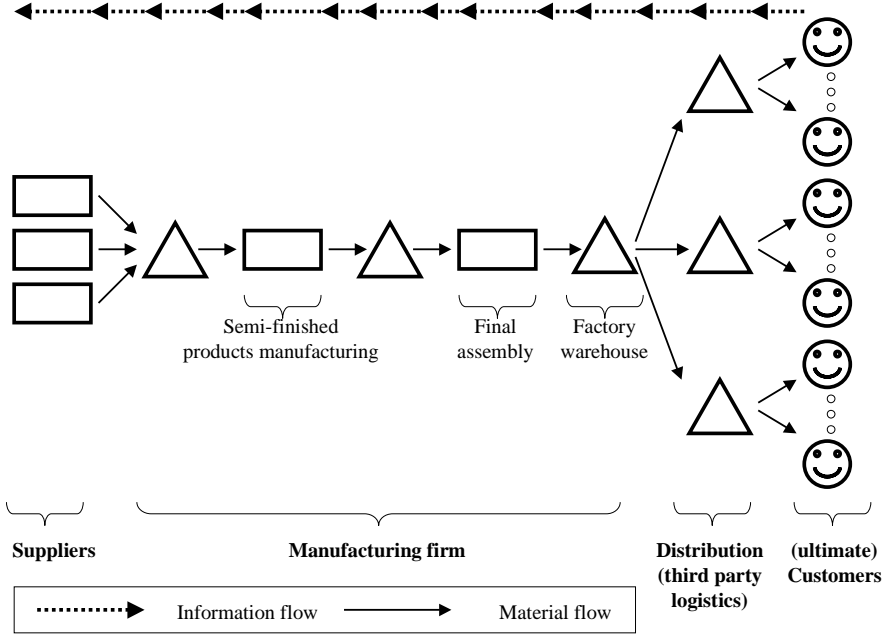 Semi-finished
products manufacturing
Final
assembly
Factory
warehouse
Suppliers
Manufacturing firm
Distribution
(third party
logistics)
(ultimate)
Customers
Information flow
Material flow